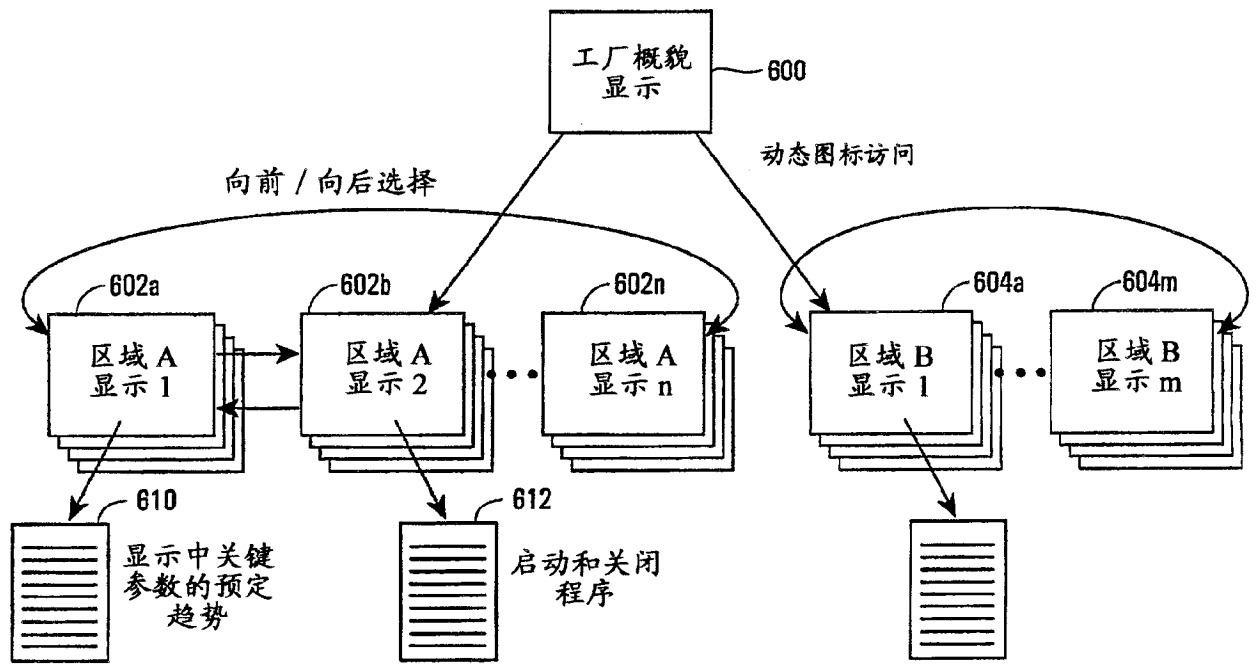 工厂概貌
显示
600
动态图标访问
向前 / 向后选择
602a
602b
602n
604a
604m
区域 A
显示 1
区域 A
显示 2
区域 A
显示 n
区域 B
显示 1
区域 B
显示 m
610
612
显示中关键
参数的预定
趋势
启动和关闭
程序